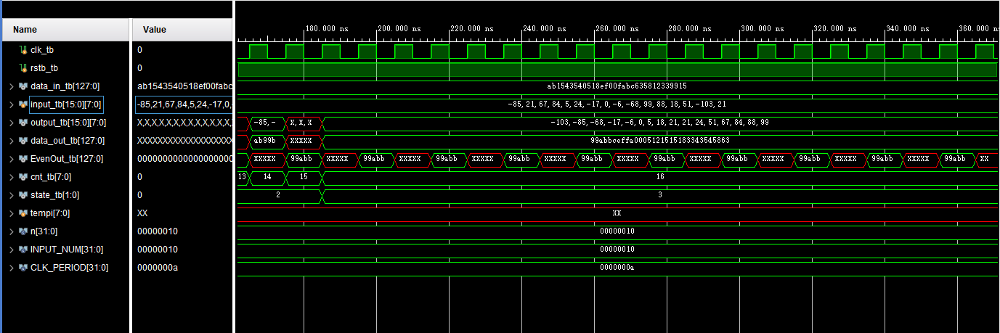 Name Value 180.000 ns 200.000 ns 220.000 ns 240.000 ns 260.000 ns 280.000 ns 300.000 ns 320.000 ns 340.000 ns 360.000 ns
clk_tb 0
rstb_tb 0
data_in_tb[127:0] ab1543540518ef00fabc ab1543540518ef00fabc635812339915
input_tb[15:0][7:0] -85,21,67,84,5,24,-17,0,- -85, 21, 67, 84, 5, 24, -17, 0, -6, -68, 99, 88, 18, 51, -103, 21
output_tb[15:0][7:0] X,X,X,X,X,X,X,X,X,X,X,X,X, -85,- X,X,X -103, -85, -68, -17, -6, 0, 5, 18, 21, 21, 24, 51, 67, 84, 88, 99
data_out_tb[127:0] XXXXXXXXXXXXXXXXXXX ab99b XXXXX 99abbceffa0005121515183343545863
EvenOut_tb[127:0] 00000000000000000000 XXXXX 99abb XXXXX 99abb XXXXX 99abb XXXXX 99abb XXXXX 99abb XXXXX 99abb XXXXX 99abb XXXXX 99abb XXXXX 99abb XXXXX 99abb XX
cnt_tb[7:0] 0 13 14 15 16
state_tb[1:0] 0 2 3
tempi[7:0] XX XX
n[31:0] 00000010 00000010
INPUT_NUM[31:0] 00000010 00000010
CLK_PERIOD[31:0] 0000000a 0000000a